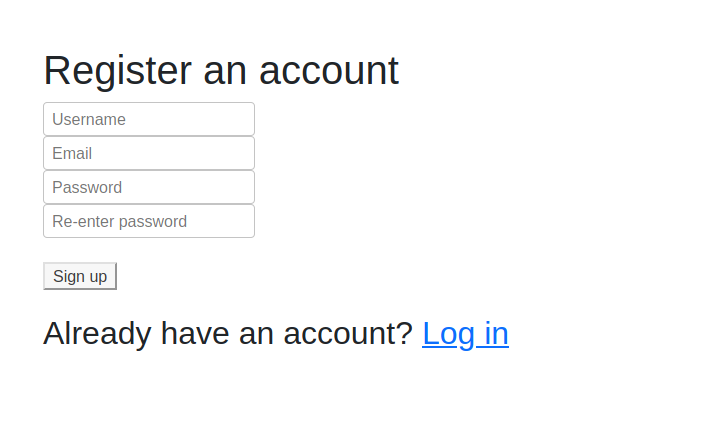 Register an account
Username
Email
Password
Re-enter password
Sign up
Already have an account? Log in